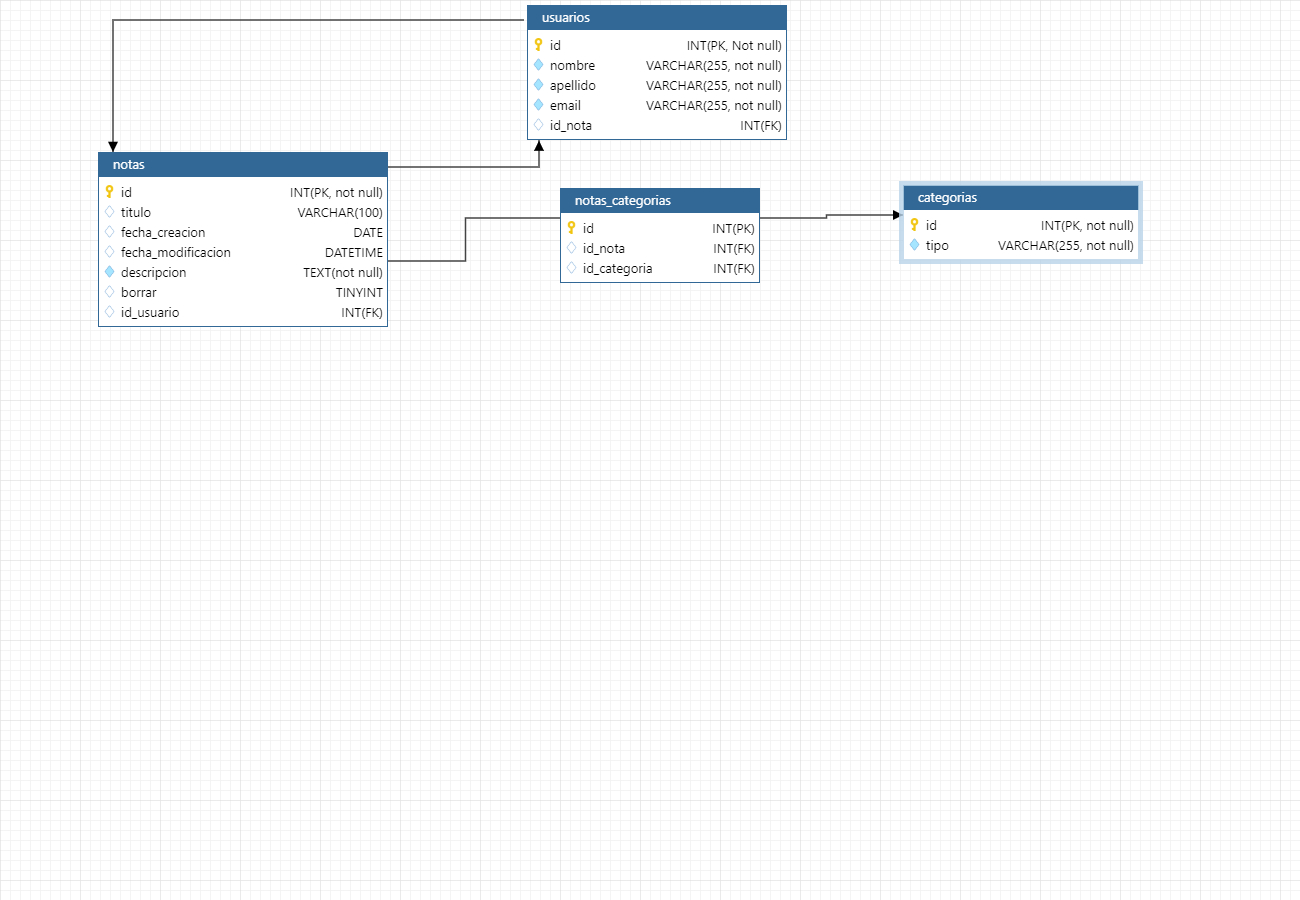 usuarios
id INT(PK, Not null)
nombre VARCHAR(255, not null)
apellido VARCHAR(255, not null)
email VARCHAR(255, not null)
id_nota INT(FK)
notas
id INT(PK, not null)
titulo VARCHAR(100)
fecha_creacion DATE
fecha_modificacion DATETIME
descripcion TEXT(not null)
borrar TINYINT
id_usuario INT(FK)
notas_categorias
id INT(PK)
id_nota INT(FK)
id_categoria INT(FK)
categorias
id INT(PK, not null)
tipo VARCHAR(255, not null)